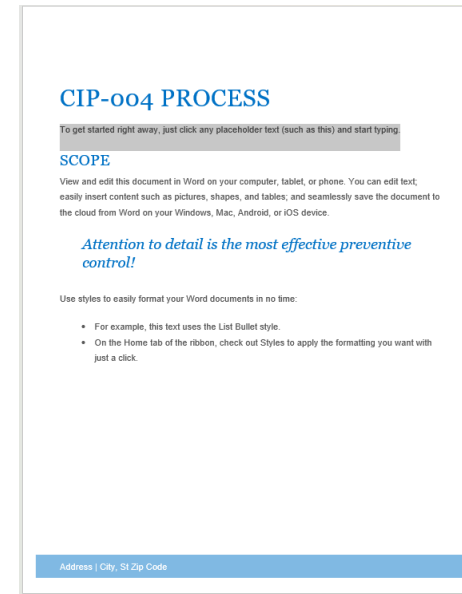 CIP-004 PROCESS
To get started right away, just click any placeholder text (such as this) and start typing.
SCOPE
View and edit this document in Word on your computer, tablet, or phone. You can edit text;
easily insert content such as pictures, shapes, and tables; and seamlessly save the document to
the cloud from Word on your Windows, Mac, Android, or iOS device.
Attention to detail is the most effective preventive
control!
Use styles to easily format your Word documents in no time:
• For example, this text uses the List Bullet style.
• On the Home tab of the ribbon, check out Styles to apply the formatting you want with
just a click.
Address | City, St Zip Code